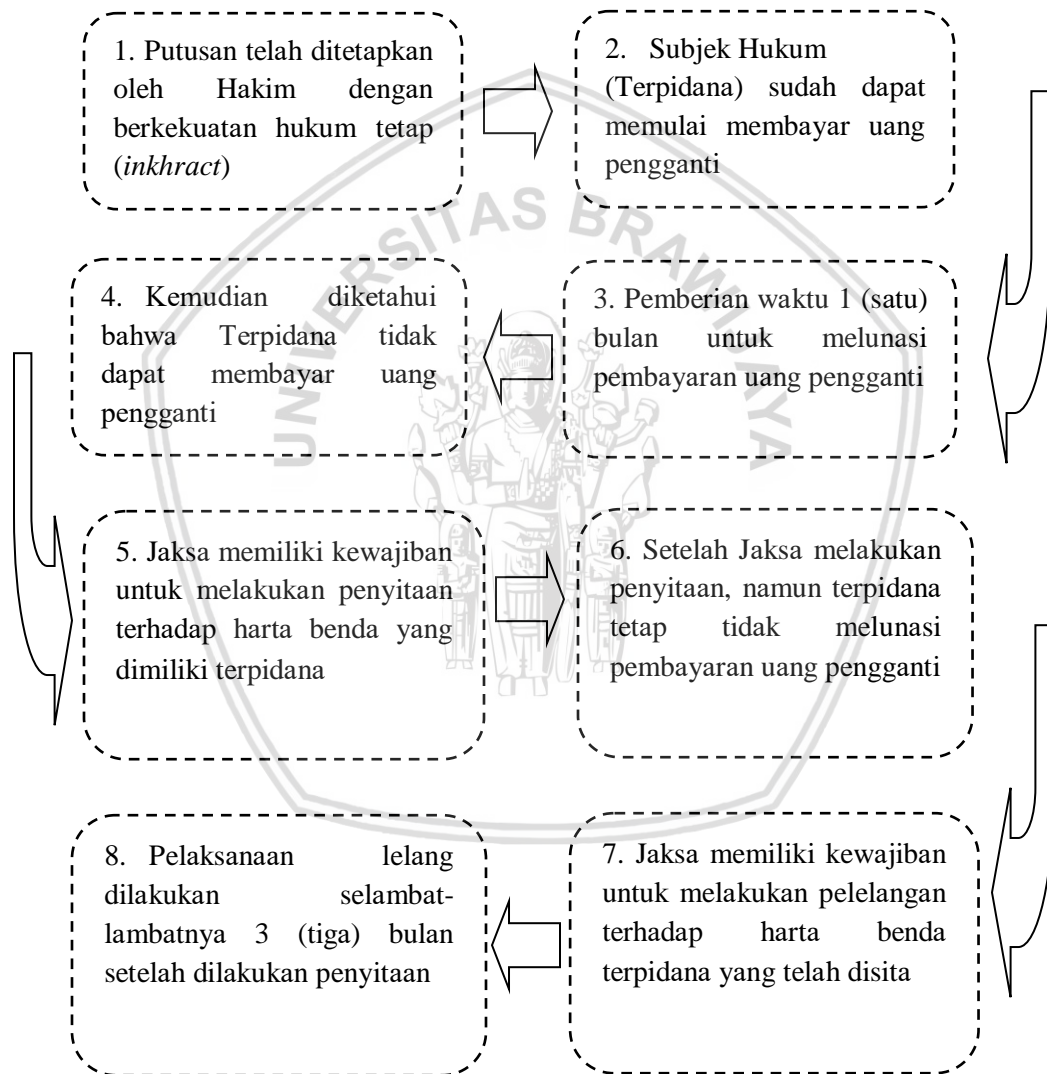 1. Putusan telah ditetapkan
oleh Hakim dengan
berkekuatan hukum tetap
(inkhract)
2. Subjek Hukum
(Terpidana) sudah dapat
memulai membayar uang
pengganti
3. Pemberian waktu 1 (satu)
bulan untuk melunasi
pembayaran uang pengganti
4. Kemudian diketahui
bahwa Terpidana tidak
dapat membayar uang
pengganti
5. Jaksa memiliki kewajiban
untuk melakukan penyitaan
terhadap harta benda yang
dimiliki terpidana
6. Setelah Jaksa melakukan
penyitaan, namun terpidana
tetap tidak melunasi
pembayaran uang pengganti
7. Jaksa memiliki kewajiban
untuk melakukan pelelangan
terhadap harta benda
terpidana yang telah disita
8. Pelaksanaan lelang
dilakukan selambat-
lambatnya 3 (tiga) bulan
setelah dilakukan penyitaan
UNIVERSITAS BRAWIJAYA